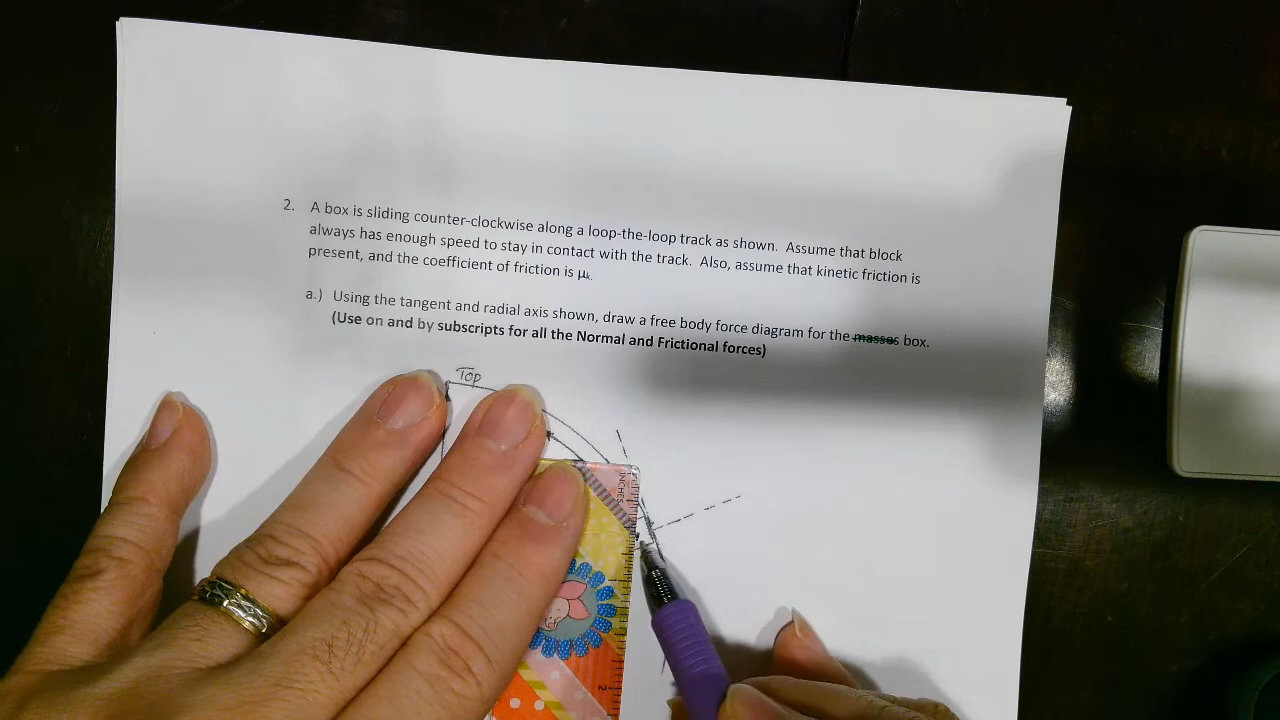 2. A box is sliding counter-clockwise along a loop-the-loop track as shown. Assume that block
always has enough speed to stay in contact with the track. Also, assume that kinetic friction is
present, and the coefficient of friction is μk.
a.) Using the tangent and radial axis shown, draw a free body force diagram for the masses box.
(Use on and by subscripts for all the Normal and Frictional forces)
Top
INCHES
2